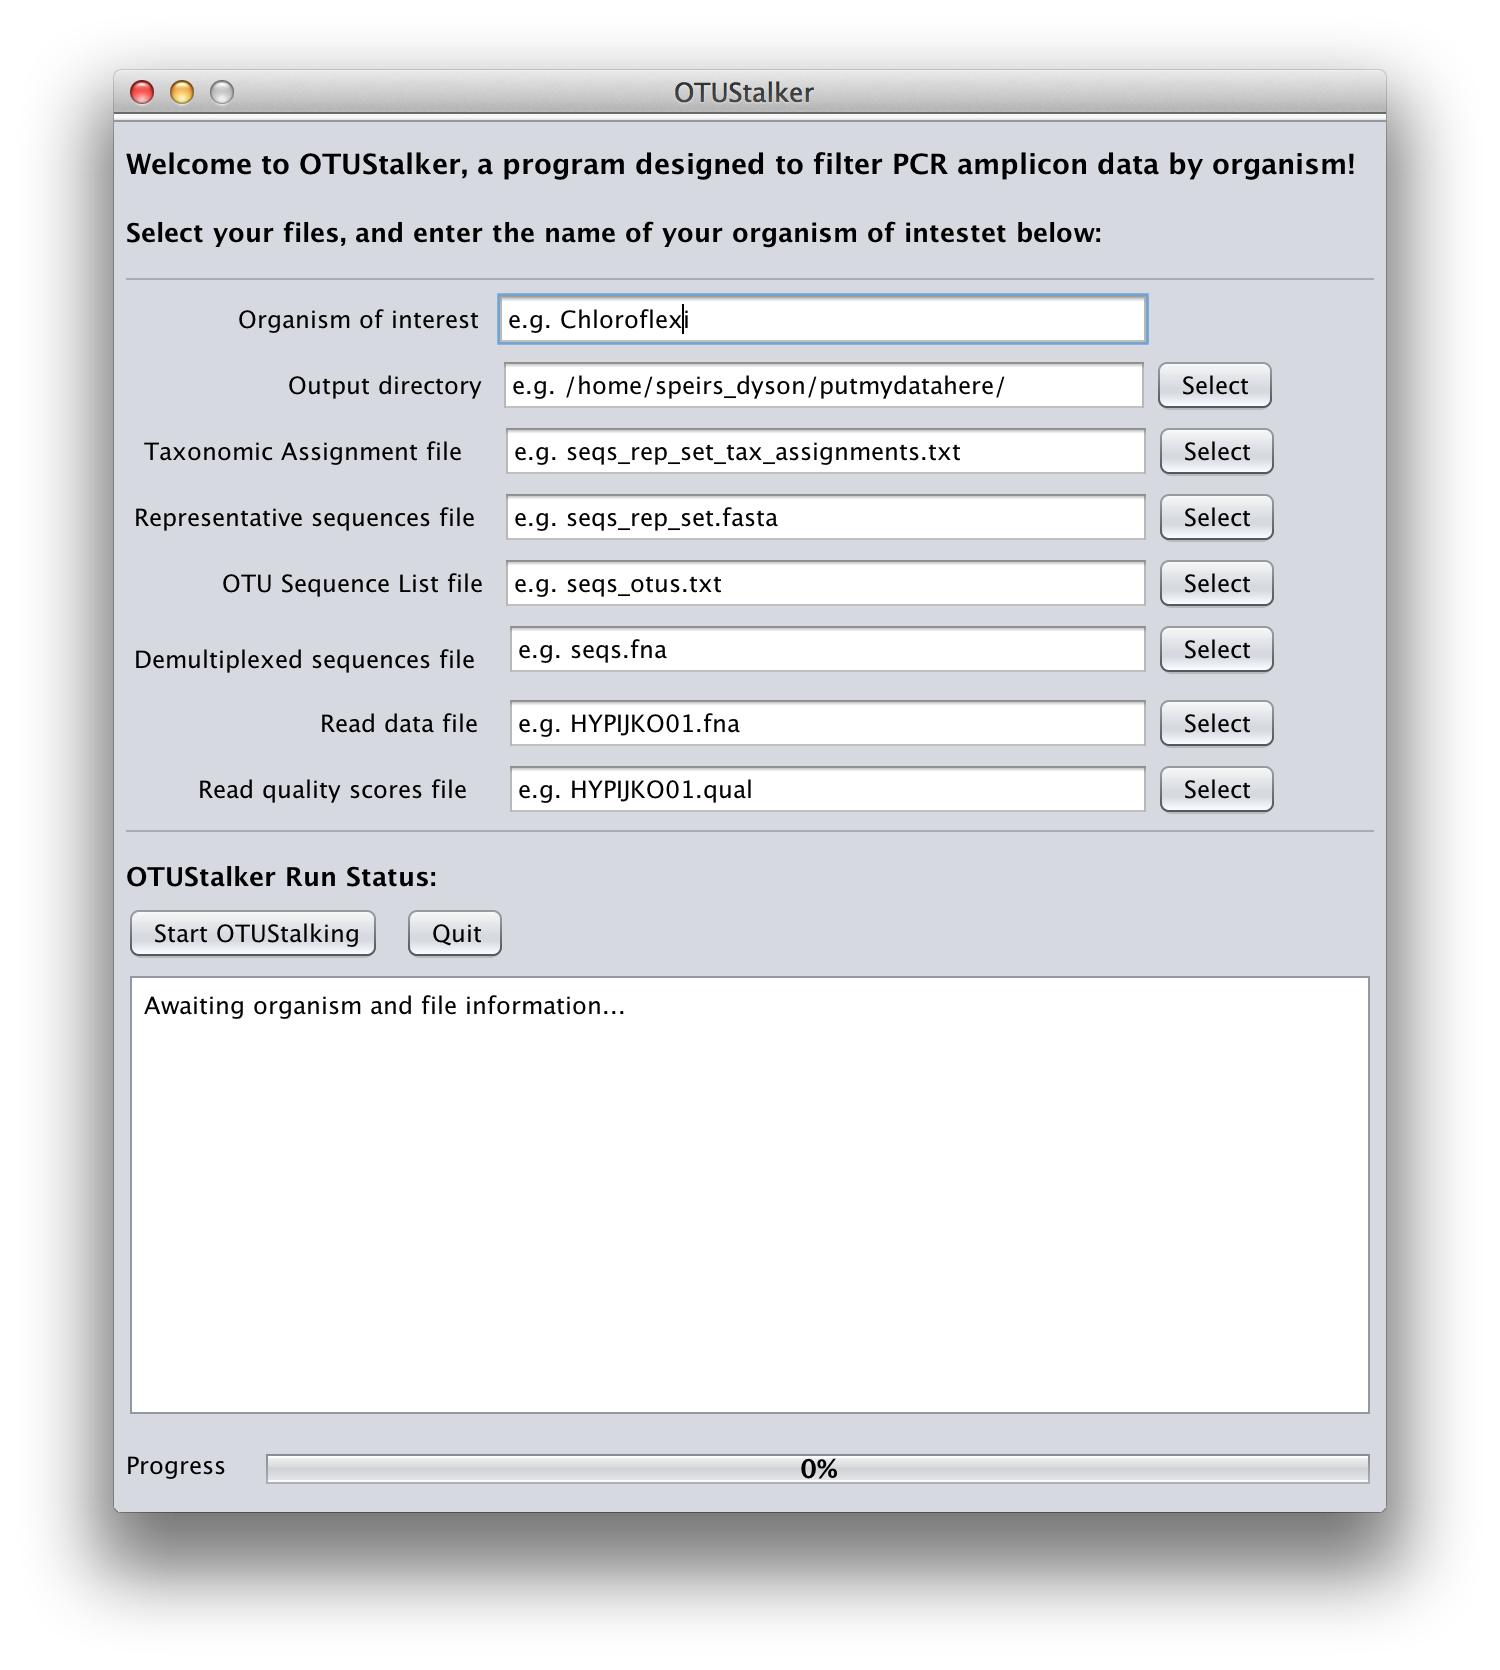 OTUStalker
Welcome to OTUStalker, a program designed to filter PCR amplicon data by organism!
Select your files, and enter the name of your organism of intestet below:
Organism of interest e.g. Chloroflexi
Output directory e.g. /home/speirs_dyson/putmydatahere/ Select
Taxonomic Assignment file e.g. seqs_rep_set_tax_assignments.txt Select
Representative sequences file e.g. seqs_rep_set.fasta Select
OTU Sequence List file e.g. seqs_otus.txt Select
Demultiplexed sequences file e.g. seqs.fna Select
Read data file e.g. HYPIJKO01.fna Select
Read quality scores file e.g. HYPIJKO01.qual Select
OTUStalker Run Status:
Start OTUStalking Quit
Awaiting organism and file information...
Progress 0%